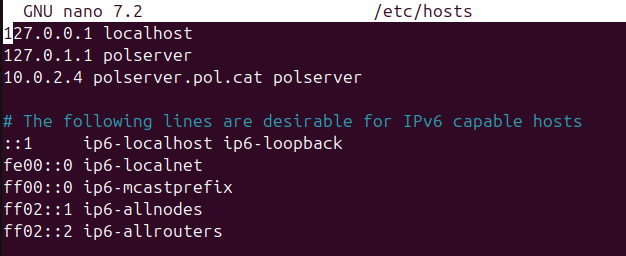 GNU nano 7.2 /etc/hosts
127.0.0.1 localhost
127.0.1.1 polserver
10.0.2.4 polserver.pol.cat polserver
# The following lines are desirable for IPv6 capable hosts
::1 ip6-localhost ip6-loopback
fe00::0 ip6-localnet
ff00::0 ip6-mcastprefix
ff02::1 ip6-allnodes
ff02::2 ip6-allrouters